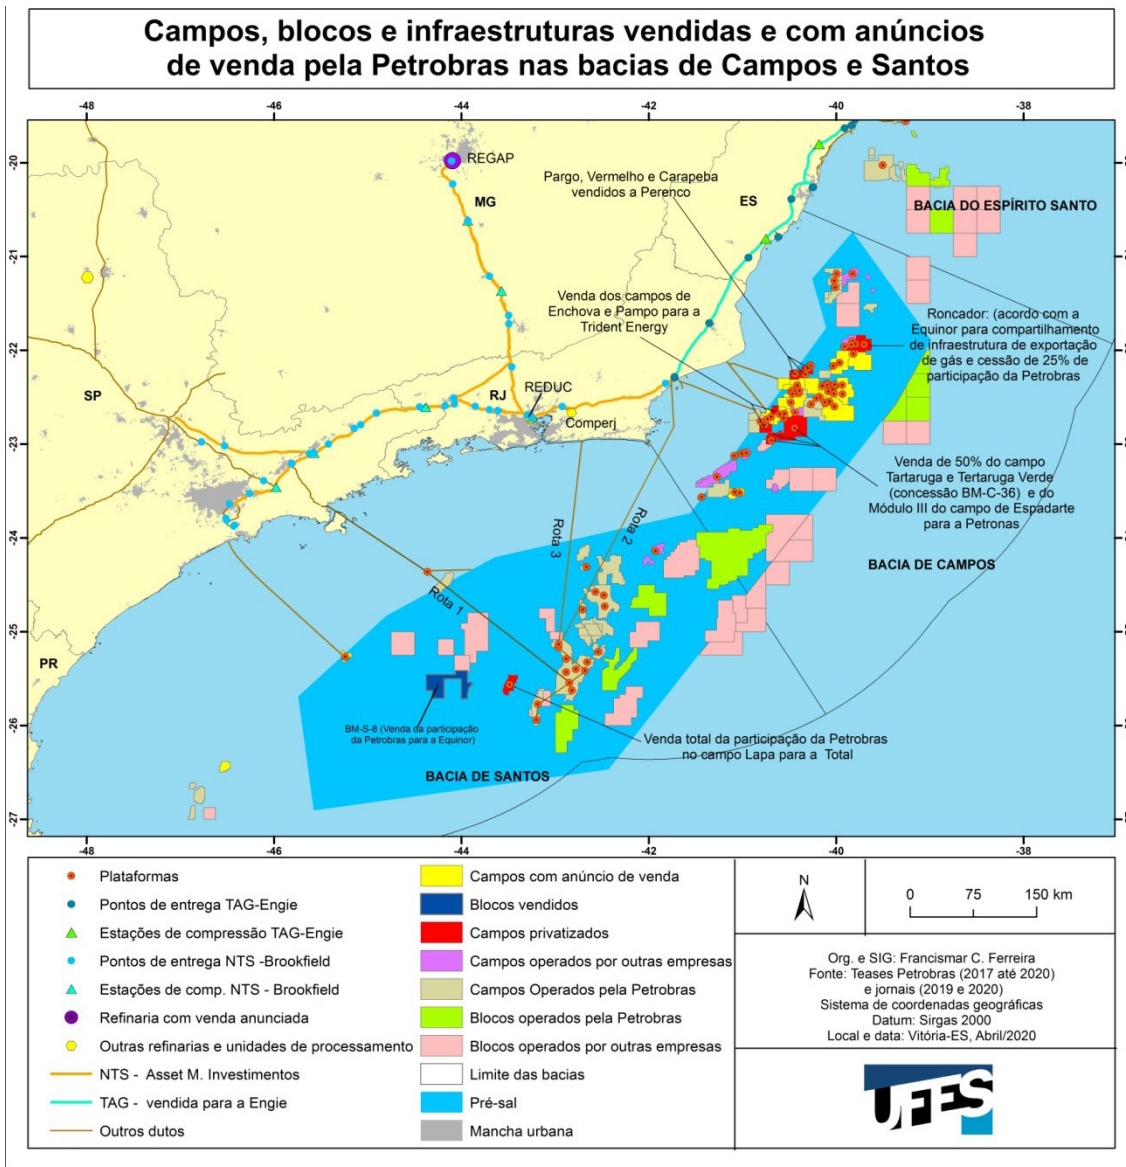 Campos, blocos e infraestruturas vendidas e com anúncios
de venda pela Petrobras nas bacias de Campos e Santos
-48
-46
-44
-42
-40
-38
-20
-21
-22
-23
-24
-25
-26
-27
REGAP
MG
ES
Pargo, Vermelho e Carapeba
vendidos a Perenco
BACIA DO ESPÍRITO SANTO
Venda dos campos de
Enchova e Pampo para a
Trident Energy
Roncador: (acordo com a
Equinor para compartilhamento
de infraestrutura de exportação
de gás e cessão de 25% de
participação da Petrobras
SP
RJ
REDUC
Comperj
Venda de 50% do campo
Tartaruga e Tertaruga Verde
(concessão BM-C-36) e do
Módulo III do campo de Espadarte
para a Petronas
Rota 3
Rota 2
Rota 1
BACIA DE CAMPOS
PR
BM-S-8 (Venda da participação
da Petrobras para a Equinor)
Venda total da participação da Petrobras
no campo Lapa para a Total
BACIA DE SANTOS
-48
-46
-44
-42
-40
-38
Plataformas
Pontos de entrega TAG-Engie
Estações de compressão TAG-Engie
Pontos de entrega NTS -Brookfield
Estações de comp. NTS - Brookfield
Refinaria com venda anunciada
Outras refinarias e unidades de processamento
NTS - Asset M. Investimentos
TAG - vendida para a Engie
Outros dutos
Campos com anúncio de venda
Blocos vendidos
Campos privatizados
Campos operados por outras empresas
Campos Operados pela Petrobras
Blocos operados pela Petrobras
Blocos operados por outras empresas
Limite das bacias
Pré-sal
Mancha urbana
N
0 75 150 km
Org. e SIG: Francismar C. Ferreira
Fonte: Teases Petrobras (2017 até 2020)
e jornais (2019 e 2020)
Sistema de coordenadas geográficas
Datum: Sirgas 2000
Local e data: Vitória-ES, Abril/2020
UFES